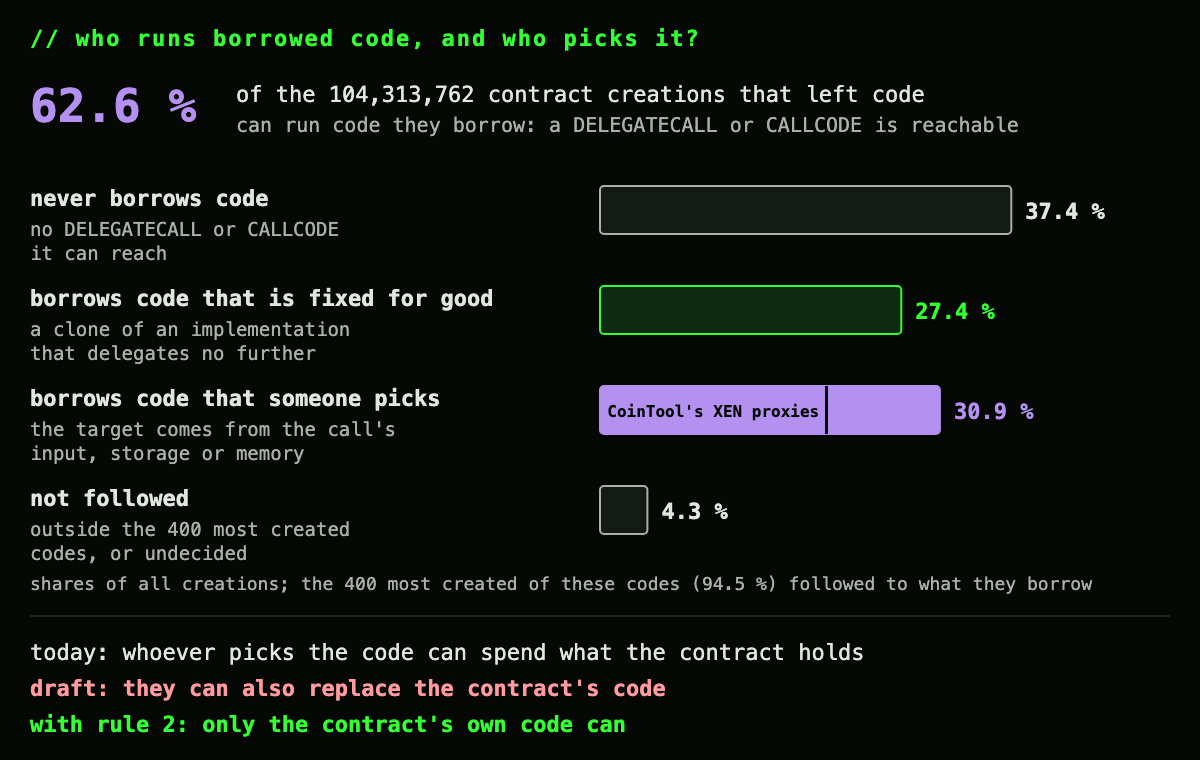 // who runs borrowed code, and who picks it?
62.6 %
of the 104,313,762 contract creations that left code
can run code they borrow: a DELEGATECALL or CALLCODE is reachable
never borrows code
no DELEGATECALL or CALLCODE
it can reach
37.4 %
borrows code that is fixed for good
a clone of an implementation
that delegates no further
27.4 %
borrows code that someone picks
the target comes from the call's
input, storage or memory
CoinTool's XEN proxies
30.9 %
not followed
outside the 400 most created
codes, or undecided
4.3 %
shares of all creations; the 400 most created of these codes (94.5 %) followed to what they borrow
today: whoever picks the code can spend what the contract holds
draft: they can also replace the contract's code
with rule 2: only the contract's own code can